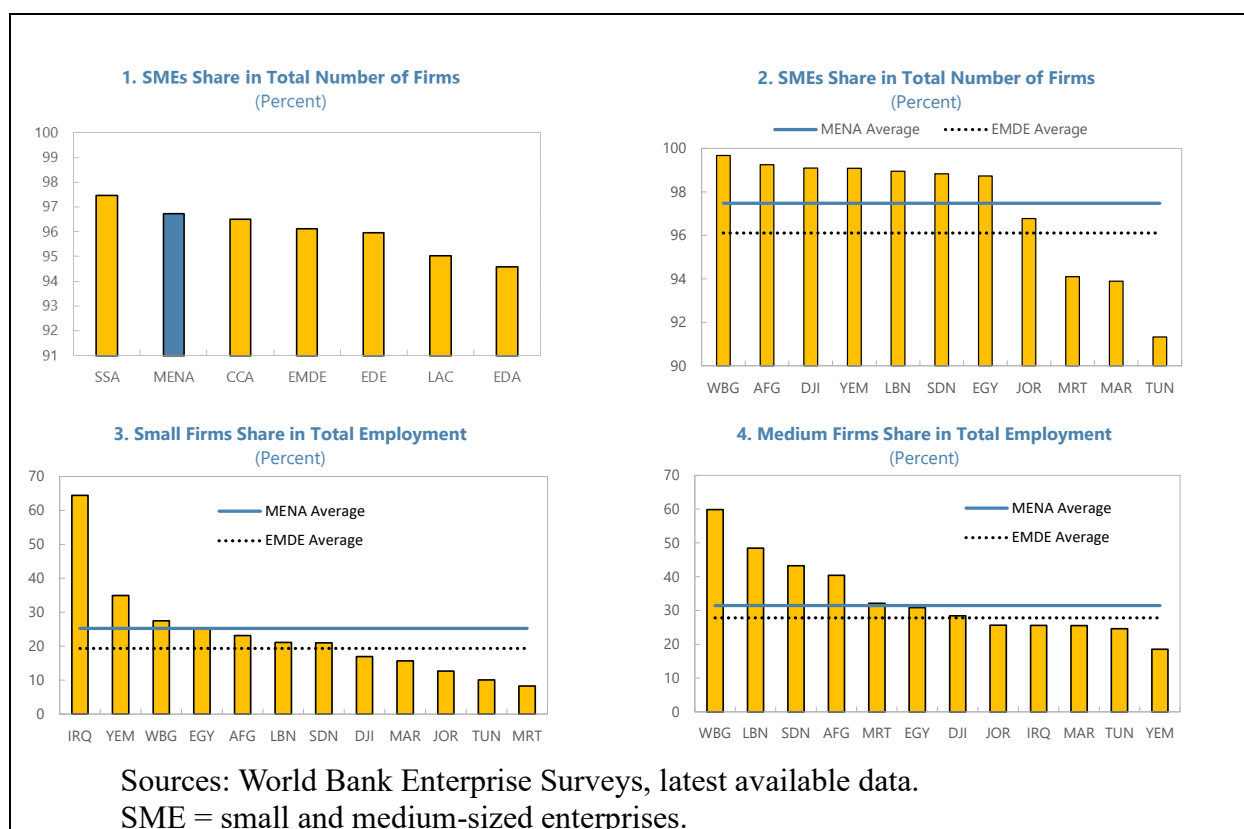 1. SMEs Share in Total Number of Firms
(Percent)
100
99
98
97
96
95
94
93
92
91
SSA MENA CCA EMDE EDE LAC EDA
2. SMEs Share in Total Number of Firms
(Percent)
MENA Average EMDE Average
100
98
96
94
92
90
WBG AFG DJI YEM LBN SDN EGY JOR MRT MAR TUN
3. Small Firms Share in Total Employment
(Percent)
70
60
50
40
30
20
10
0
MENA Average
EMDE Average
IRQ YEM WBG EGY AFG LBN SDN DJI MAR JOR TUN MRT
4. Medium Firms Share in Total Employment
(Percent)
70
60
50
40
30
20
10
0
MENA Average
EMDE Average
WBG LBN SDN AFG MRT EGY DJI JOR IRQ MAR TUN YEM
Sources: World Bank Enterprise Surveys, latest available data.
SME = small and medium-sized enterprises.